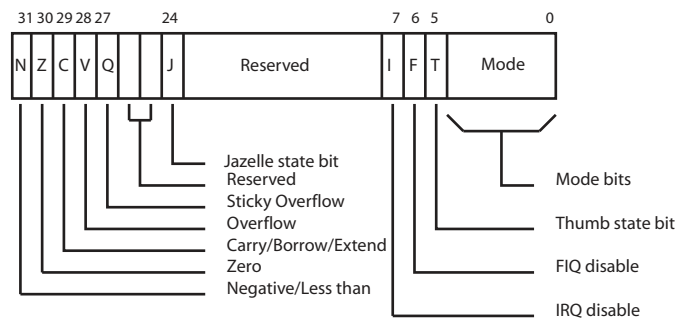 31 30 29 28 27 24 7 6 5 0
N Z C V Q J Reserved I F T Mode
Jazelle state bit
Reserved Mode bits
Sticky Overflow
Overflow Thumb state bit
Carry/Borrow/Extend
Zero FIQ disable
Negative/Less than
IRQ disable